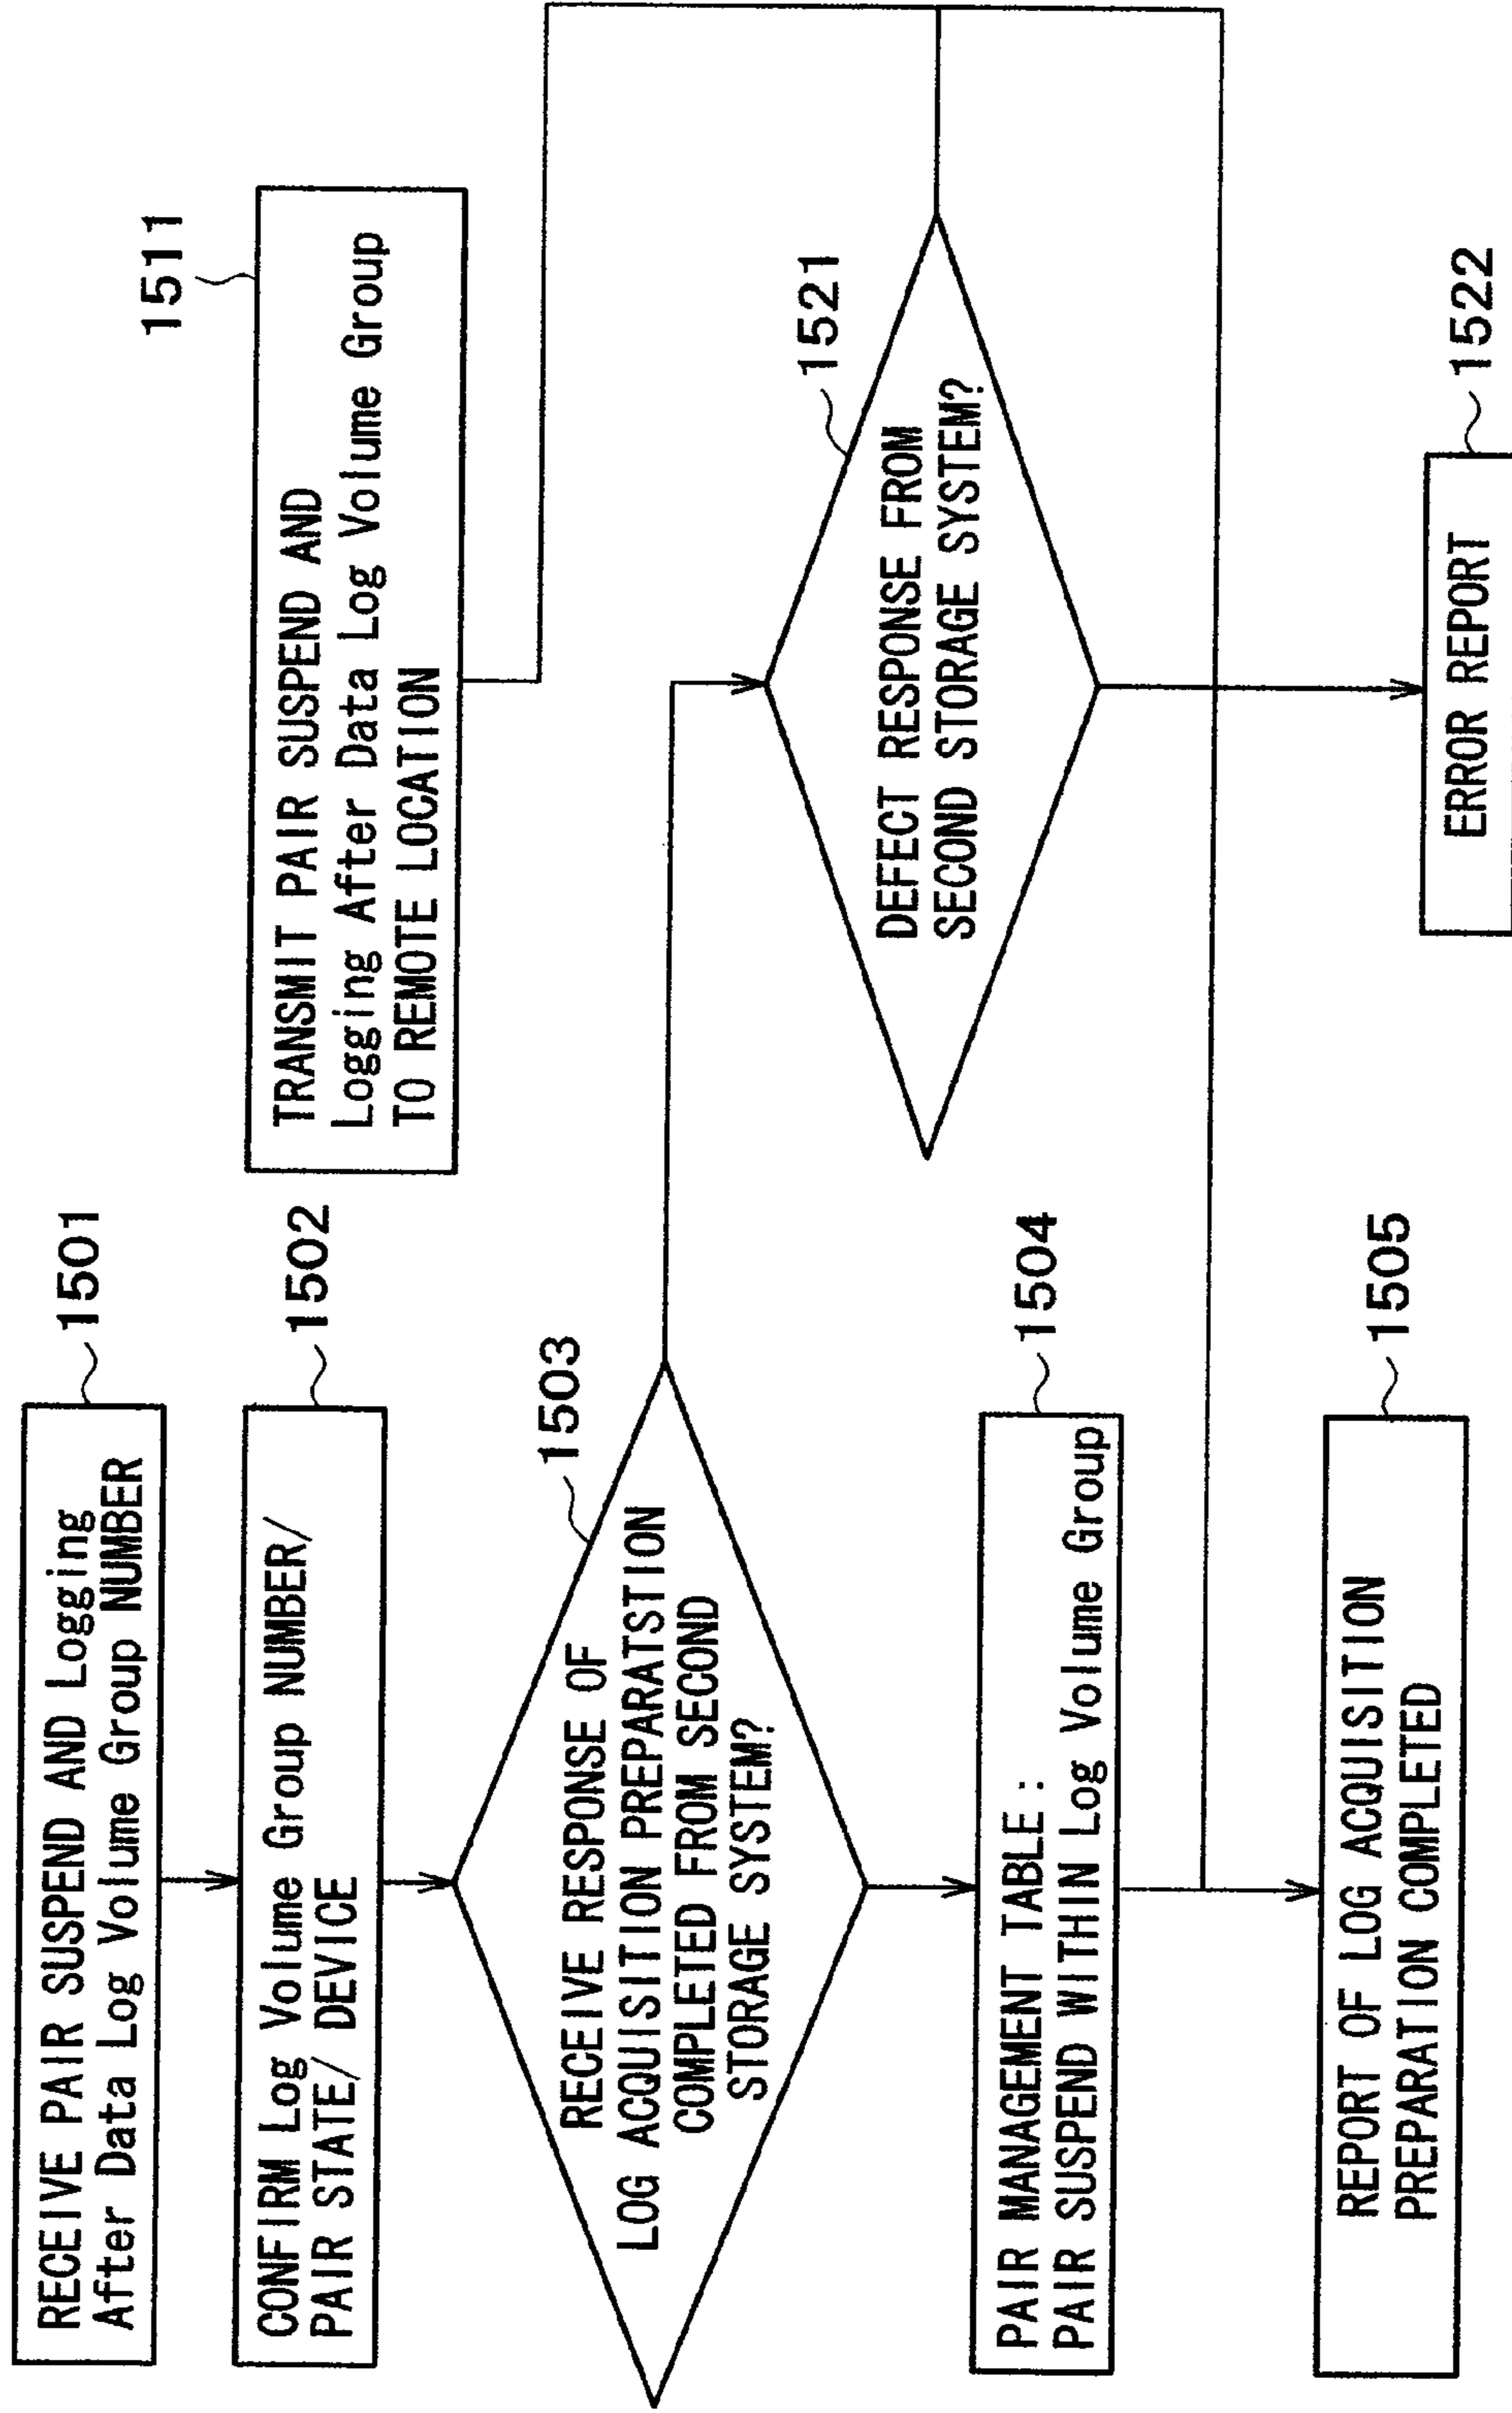 RECEIVE PAIR SUSPEND AND Logging
After Data Log Volume Group NUMBER
1501
CONFIRM Log Volume Group NUMBER/
PAIR STATE/ DEVICE
1502
RECEIVE RESPONSE OF
LOG ACQUISITION PREPARATSTION
COMPLETED FROM SECOND
STORAGE SYSTEM?
1503
PAIR MANAGEMENT TABLE:
PAIR SUSPEND WITHIN Log Volume Group
1504
REPORT OF LOG ACQUISITION
PREPARATION COMPLETED
1505
TRANSMIT PAIR SUSPEND AND
Logging After Data Log Volume Group
TO REMOTE LOCATION
1511
DEFECT RESPONSE FROM
SECOND STORAGE SYSTEM?
1521
ERROR REPORT
1522